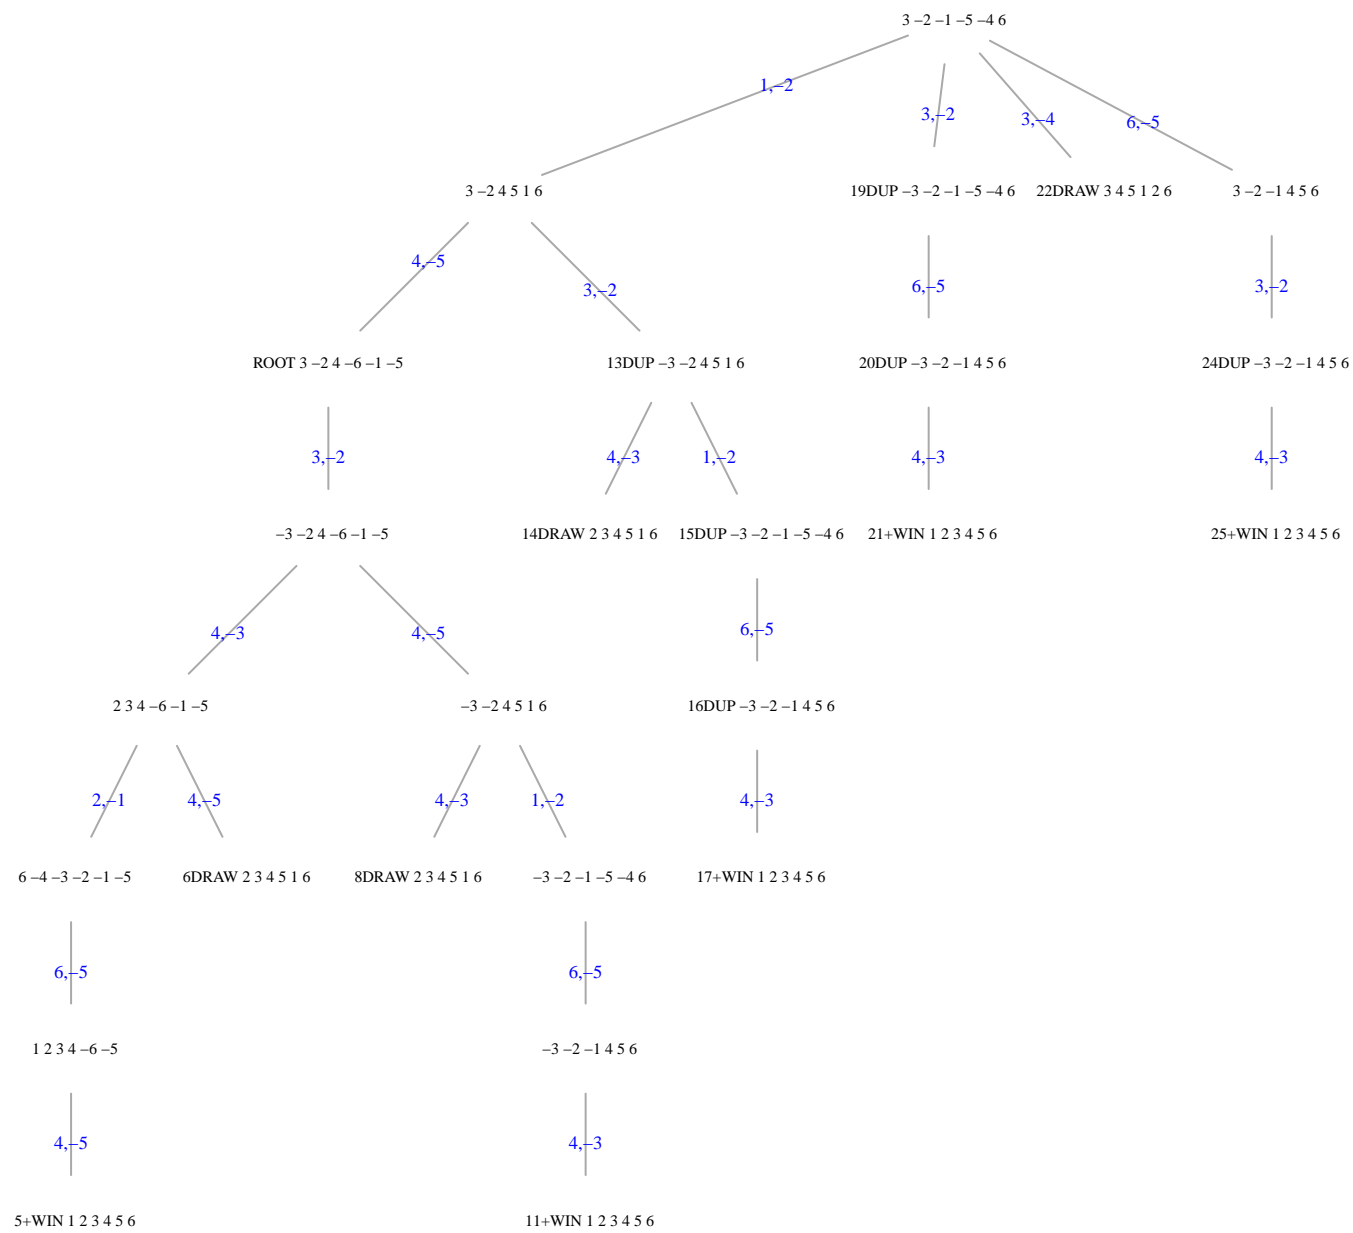 3 –2 –1 –5 –4 6
1,–2
3,–2
3,–4
6,–5
3 –2 4 5 1 6
19DUP –3 –2 –1 –5 –4 6
22DRAW 3 4 5 1 2 6
3 –2 –1 4 5 6
4,–5
3,–2
6,–5
3,–2
ROOT 3 –2 4 –6 –1 –5
13DUP –3 –2 4 5 1 6
20DUP –3 –2 –1 4 5 6
24DUP –3 –2 –1 4 5 6
3,–2
4,–3
1,–2
4,–3
4,–3
–3 –2 4 –6 –1 –5
14DRAW 2 3 4 5 1 6
15DUP –3 –2 –1 –5 –4 6
21+WIN 1 2 3 4 5 6
25+WIN 1 2 3 4 5 6
4,–3
4,–5
6,–5
2 3 4 –6 –1 –5
–3 –2 4 5 1 6
16DUP –3 –2 –1 4 5 6
2,–1
4,–5
4,–3
1,–2
4,–3
6 –4 –3 –2 –1 –5
6DRAW 2 3 4 5 1 6
8DRAW 2 3 4 5 1 6
–3 –2 –1 –5 –4 6
17+WIN 1 2 3 4 5 6
6,–5
6,–5
1 2 3 4 –6 –5
–3 –2 –1 4 5 6
4,–5
4,–3
5+WIN 1 2 3 4 5 6
11+WIN 1 2 3 4 5 6